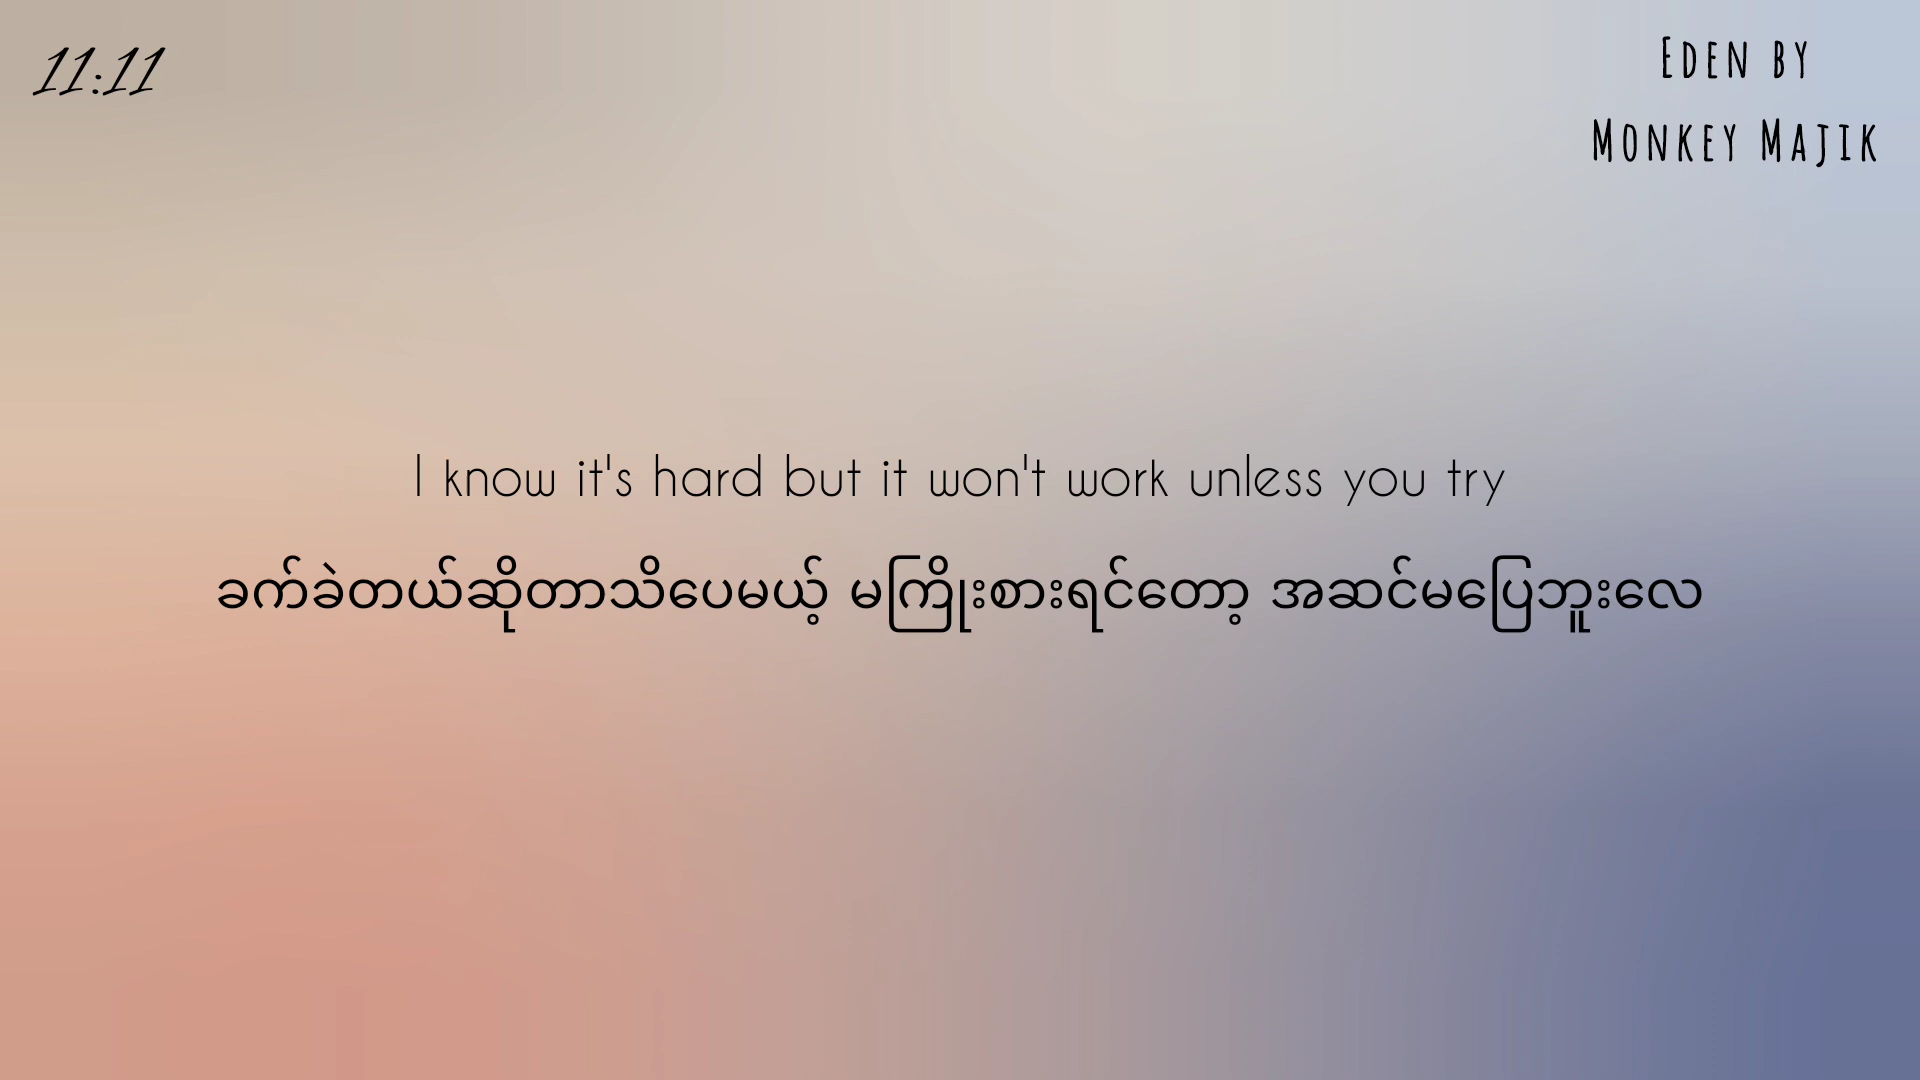 11:11
Eden by
Monkey Majik
I know it's hard but it won't work unless you try
ခက်ခဲတယ်ဆိုတာသိပေမယ့် မကြိုးစားရင်တော့ အဆင်မပြေဘူးလေ